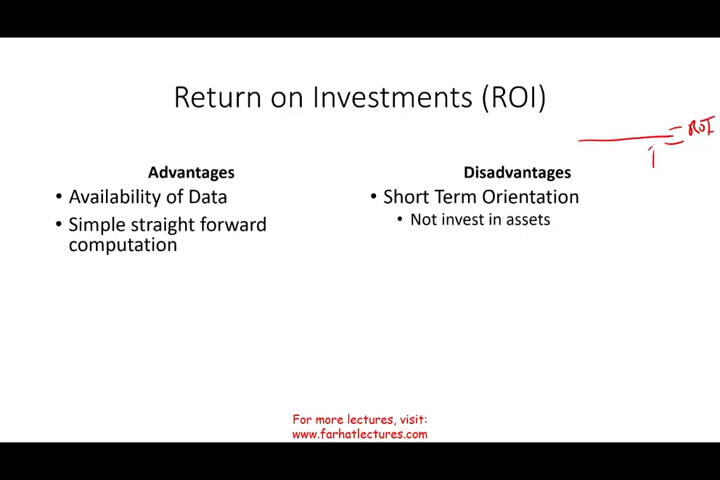 Return on Investments (ROI)
= ROI
Advantages
• Availability of Data
• Simple straight forward
computation
Disadvantages
• Short Term Orientation
• Not invest in assets
For more lectures, visit:
www.farhatlectures.com